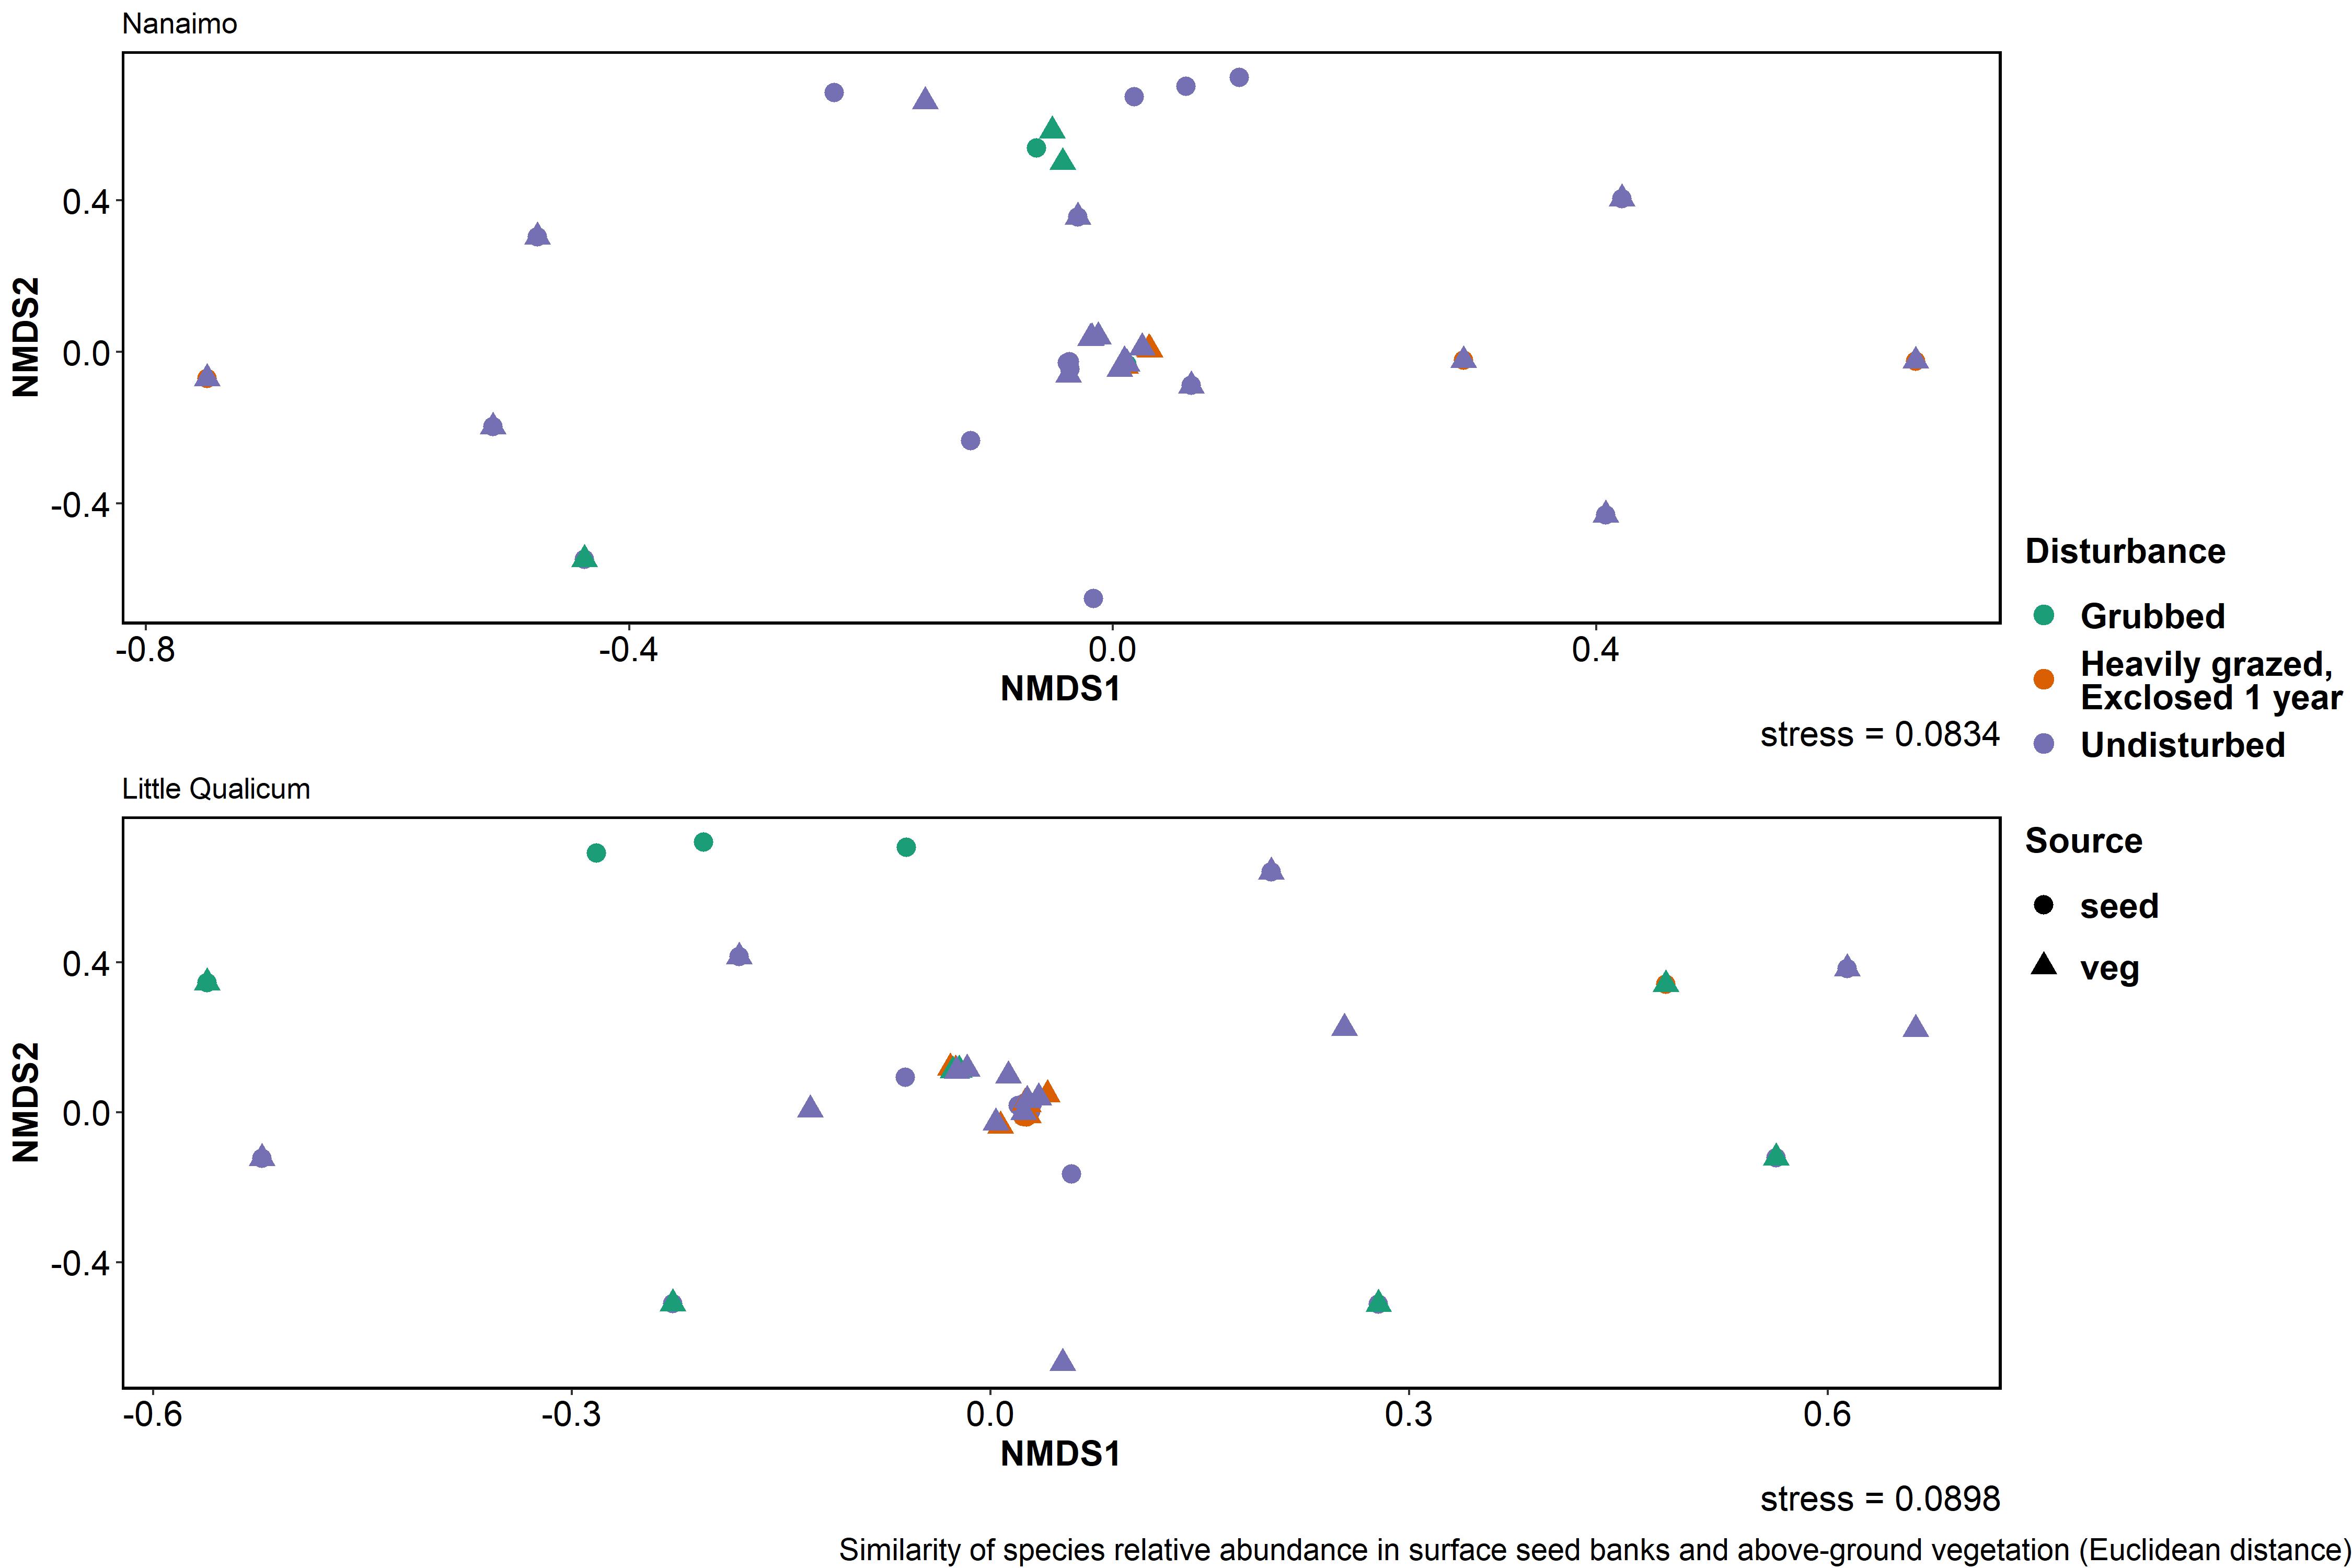 Nanaimo
NMDS2
0.4
0.0
-0.4
-0.8
-0.4
0.0
0.4
NMDS1
stress = 0.0834
Disturbance
Grubbed
Heavily grazed,
Exclosed 1 year
Undisturbed
Source
seed
veg
Little Qualicum
NMDS2
0.4
0.0
-0.4
-0.6
-0.3
0.0
0.3
0.6
NMDS1
stress = 0.0898
Similarity of species relative abundance in surface seed banks and above-ground vegetation (Euclidean distance)